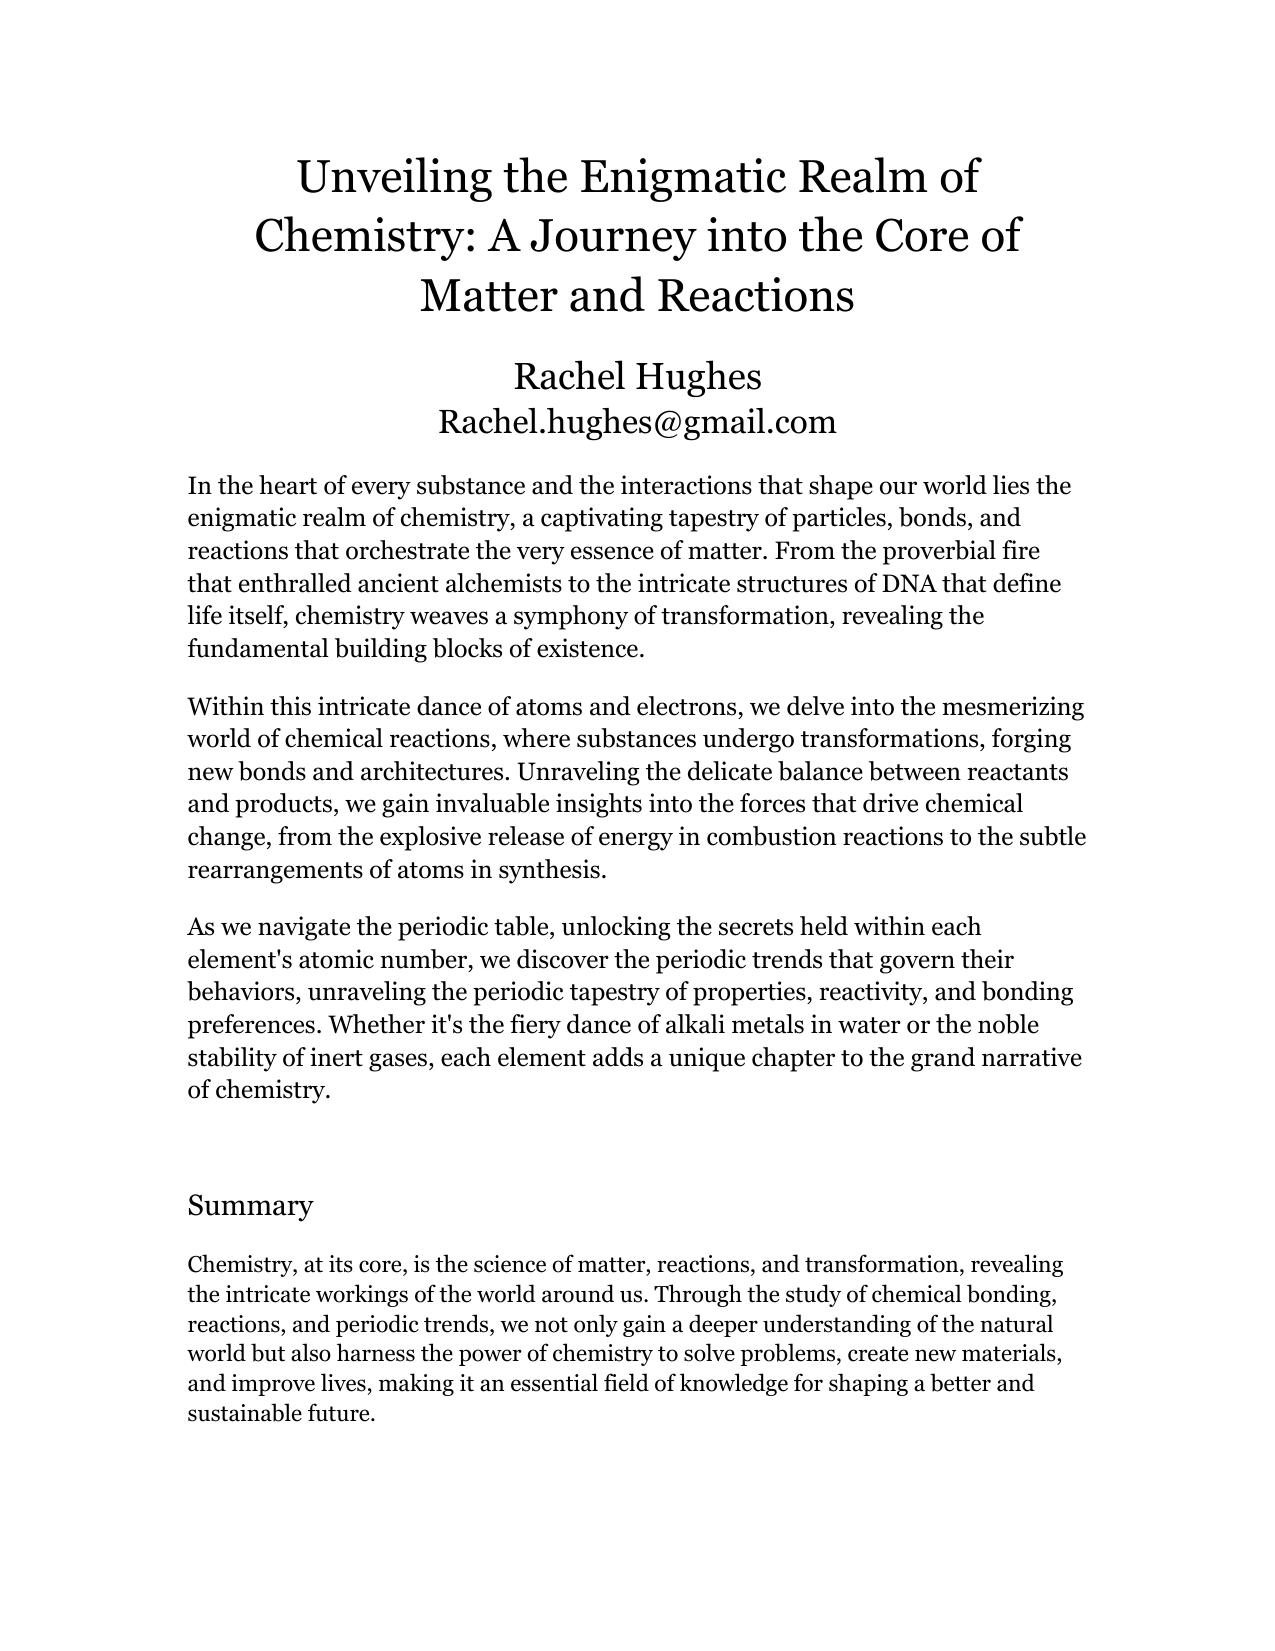 Unveiling the Enigmatic Realm of
Chemistry: A Journey into the Core of
Matter and Reactions
Rachel Hughes
Rachel.hughes@gmail.com
In the heart of every substance and the interactions that shape our world lies the
enigmatic realm of chemistry, a captivating tapestry of particles, bonds, and
reactions that orchestrate the very essence of matter. From the proverbial fire
that enthralled ancient alchemists to the intricate structures of DNA that define
life itself, chemistry weaves a symphony of transformation, revealing the
fundamental building blocks of existence.
Within this intricate dance of atoms and electrons, we delve into the mesmerizing
world of chemical reactions, where substances undergo transformations, forging
new bonds and architectures. Unraveling the delicate balance between reactants
and products, we gain invaluable insights into the forces that drive chemical
change, from the explosive release of energy in combustion reactions to the subtle
rearrangements of atoms in synthesis.
As we navigate the periodic table, unlocking the secrets held within each
element's atomic number, we discover the periodic trends that govern their
behaviors, unraveling the periodic tapestry of properties, reactivity, and bonding
preferences. Whether it's the fiery dance of alkali metals in water or the noble
stability of inert gases, each element adds a unique chapter to the grand narrative
of chemistry.
Summary
Chemistry, at its core, is the science of matter, reactions, and transformation, revealing
the intricate workings of the world around us. Through the study of chemical bonding,
reactions, and periodic trends, we not only gain a deeper understanding of the natural
world but also harness the power of chemistry to solve problems, create new materials,
and improve lives, making it an essential field of knowledge for shaping a better and
sustainable future.